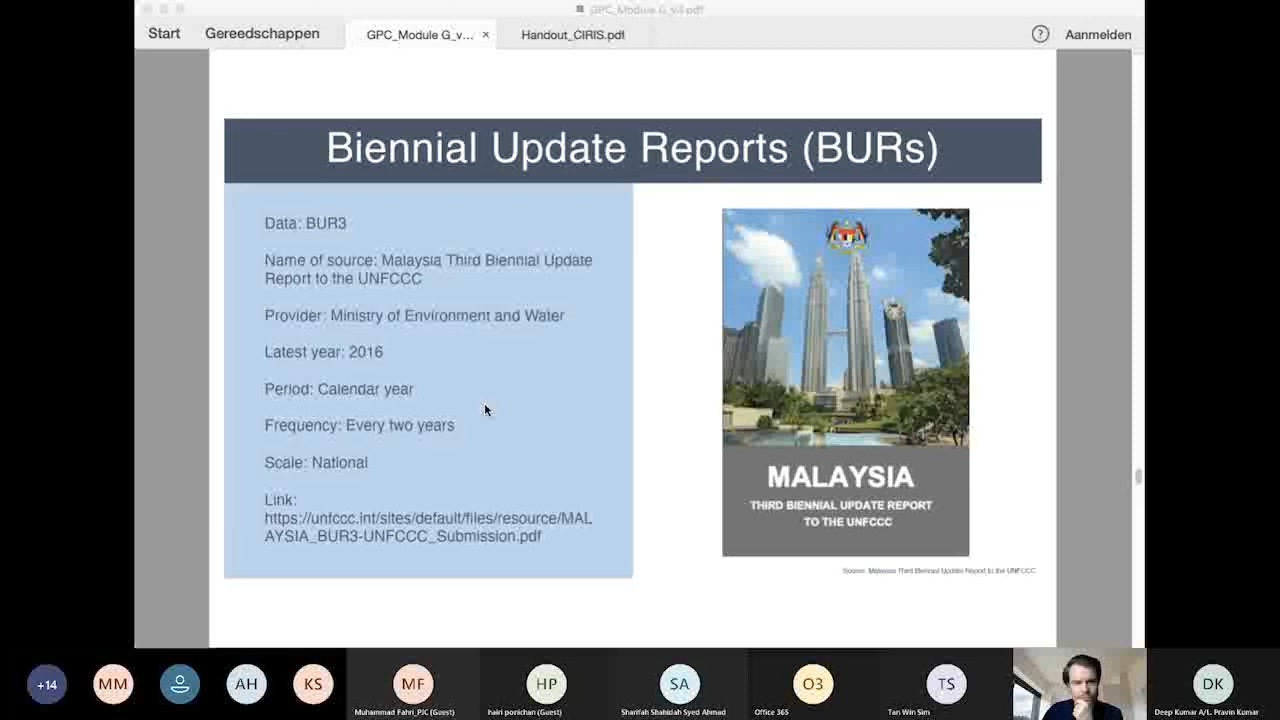 GPC_Module G_v4.pdf
Start
Gereedschappen
GPC_Module G_v...
×
Handout_CIRIS.pdf
?
Aanmelden
Biennial Update Reports (BURs)
Data: BUR3
Name of source: Malaysia Third Biennial Update
Report to the UNFCCC
Provider: Ministry of Environment and Water
Latest year: 2016
Period: Calendar year
Frequency: Every two years
Scale: National
Link:
https://unfccc.int/sites/default/files/resource/MAL
AYSIA_BUR3-UNFCCC_Submission.pdf
MALAYSIA
THIRD BIENNIAL UPDATE REPORT
TO THE UNFCCC
Source: Malaysia Third Biennial Update Report to the UNFCCC
+14
MM
AH
KS
MF
HP
SA
O3
TS
DK
Muhammad Fahri_PJC (Guest)
hairi ponichan (Guest)
Sharifah Shahidah Syed Ahmad
Office 365
Tan Win Sim
Deep Kumar A/L. Pravin Kumar